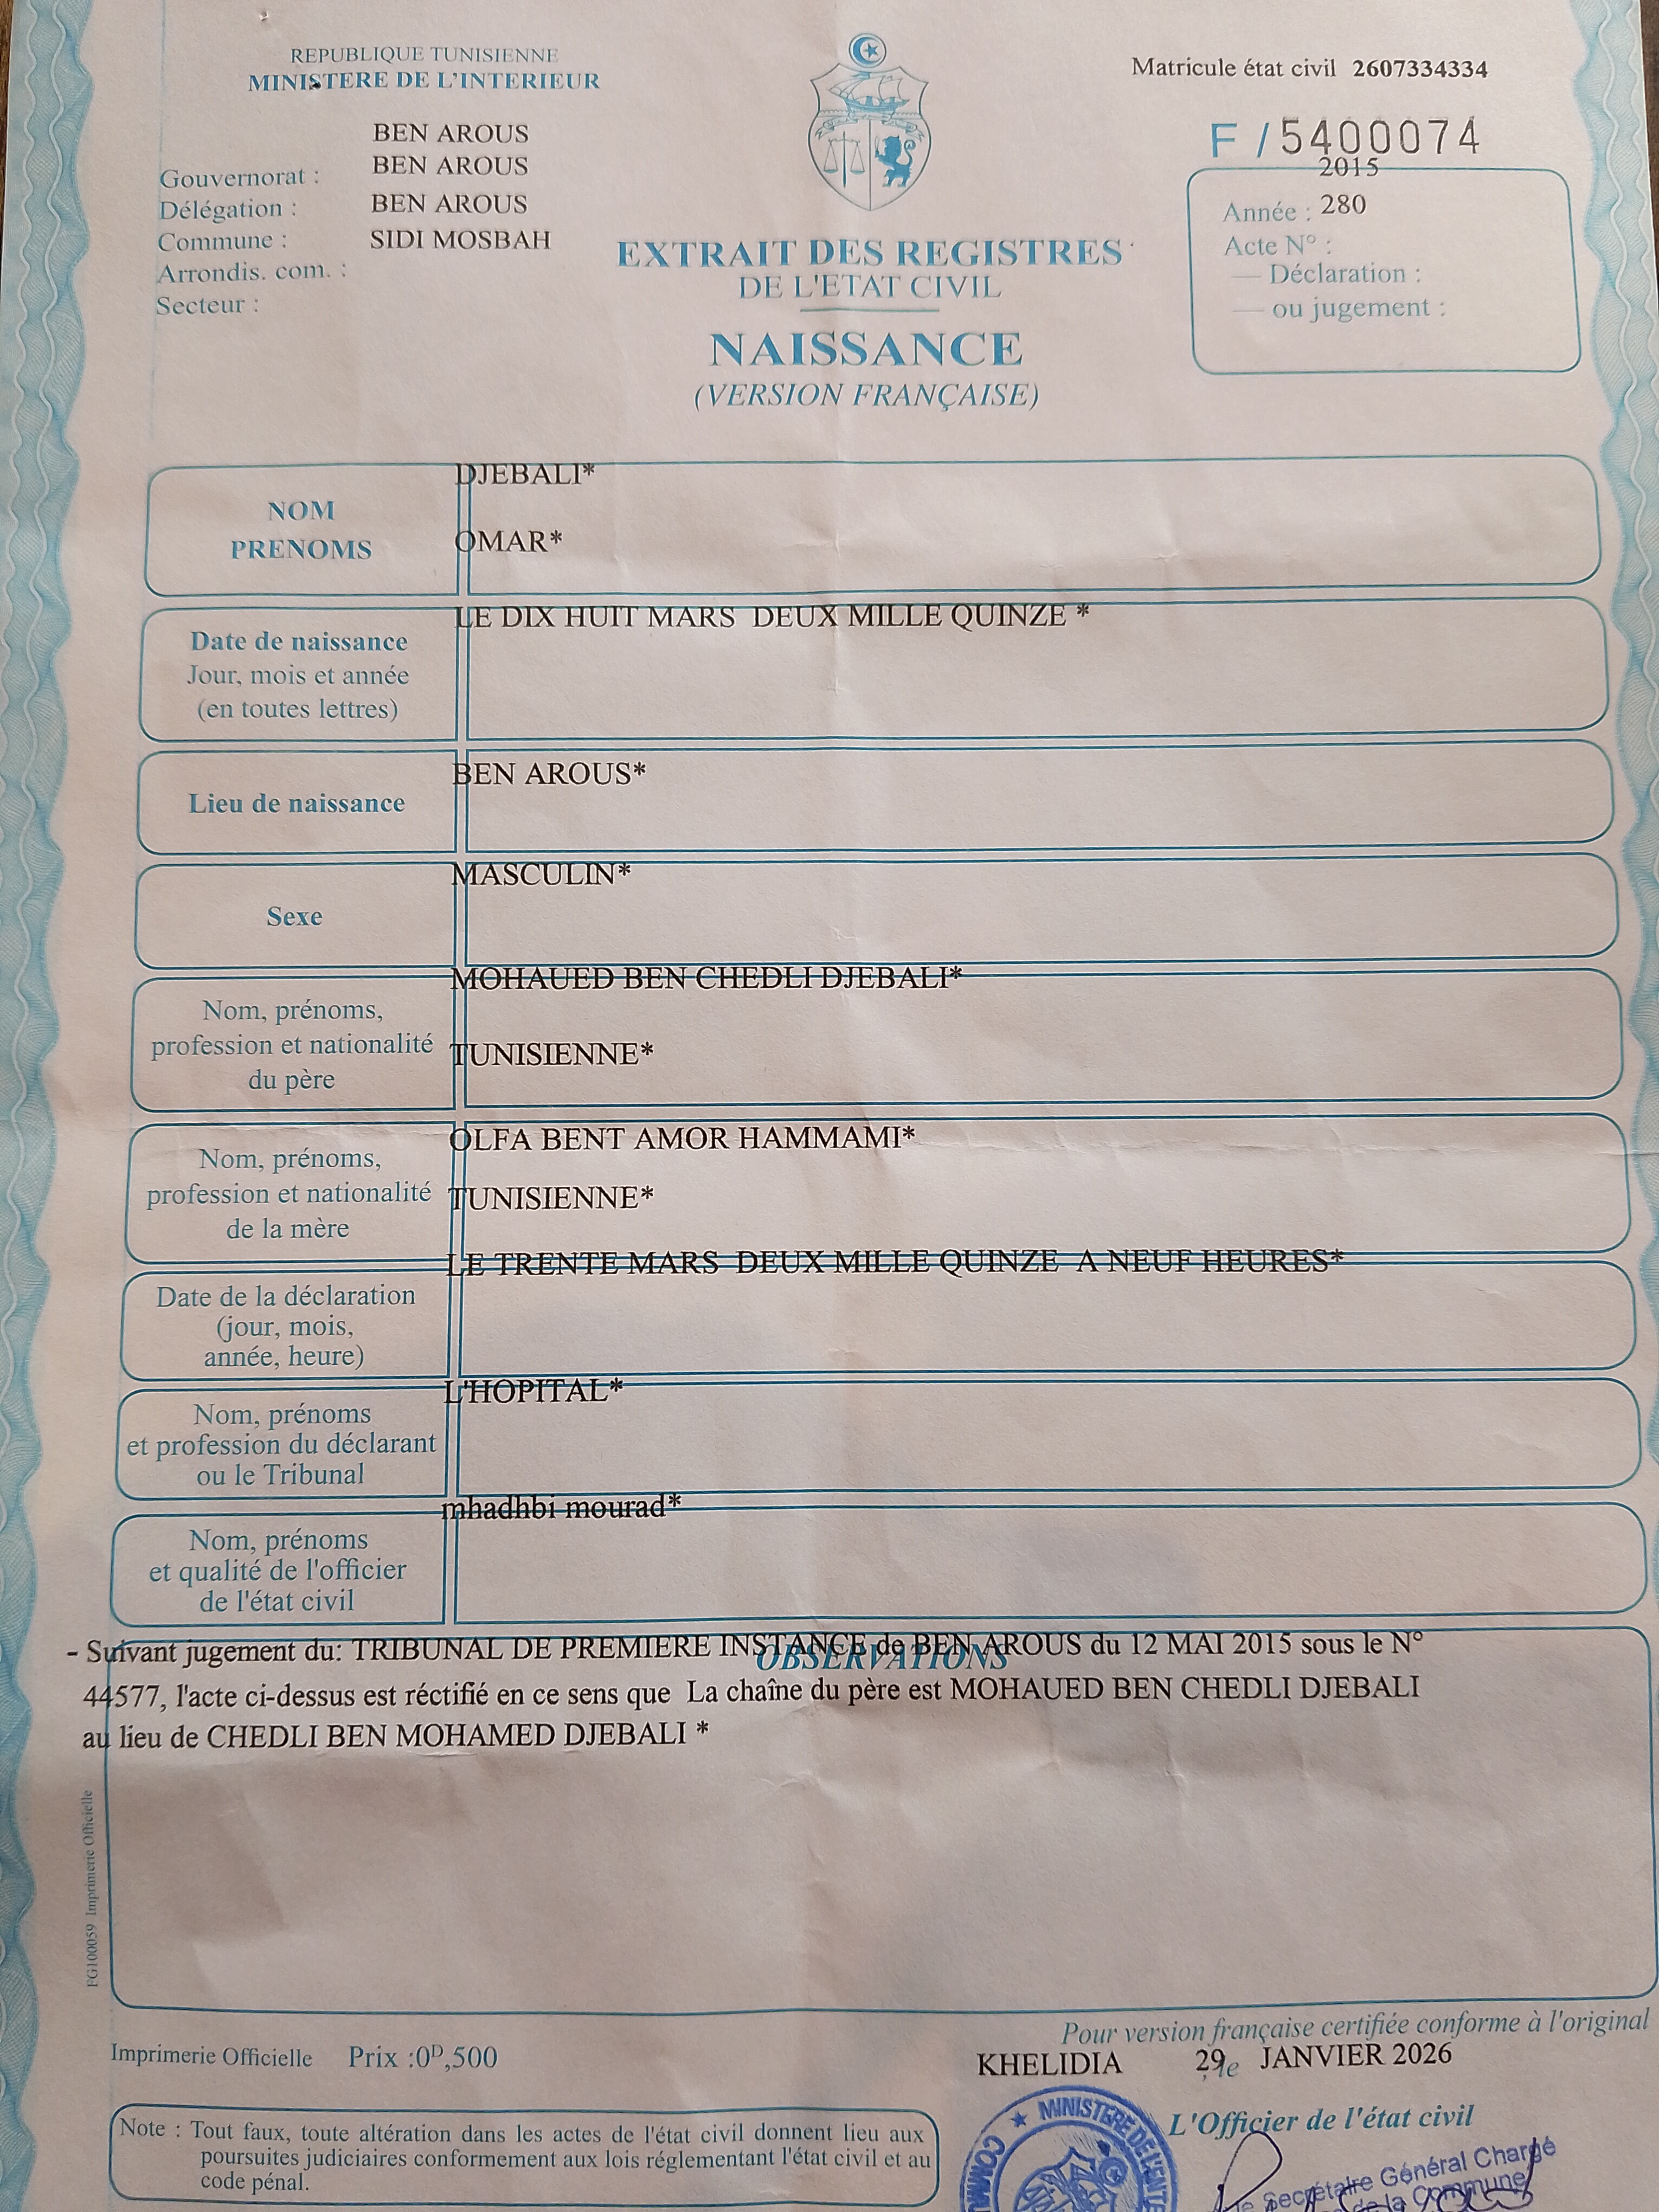 REPUBLIQUE TUNISIENNE
MINISTERE DE L'INTERIEUR
Matricule état civil 2607334334
F / 5400074
BEN AROUS
BEN AROUS
BEN AROUS
SIDI MOSBAH
Gouvernorat :
Délégation :
Commune :
Arrondis. com. :
Secteur :
2015
Année : 280
Acte N° :
— Déclaration :
— ou jugement :
EXTRAIT DES REGISTRES
DE L'ETAT CIVIL
NAISSANCE
(VERSION FRANÇAISE)
NOM
PRENOMS
DJEBALI*
OMAR*
Date de naissance
Jour, mois et année
(en toutes lettres)
LE DIX HUIT MARS DEUX MILLE QUINZE *
Lieu de naissance
BEN AROUS*
Sexe
MASCULIN*
Nom, prénoms,
profession et nationalité
du père
MOHAUED BEN CHEDLI DJEBALI*
TUNISIENNE*
Nom, prénoms,
profession et nationalité
de la mère
OLFA BENT AMOR HAMMAMI*
TUNISIENNE*
Date de la déclaration
(jour, mois,
année, heure)
LE TRENTE MARS DEUX MILLE QUINZE A NEUF HEURES*
Nom, prénoms
et profession du déclarant
ou le Tribunal
L'HOPITAL*
Nom, prénoms
et qualité de l'officier
de l'état civil
mhadhbi mourad*
OBSERVATIONS
- Suivant jugement du: TRIBUNAL DE PREMIERE INSTANCE de BEN AROUS du 12 MAI 2015 sous le N°
44577, l'acte ci-dessus est réctifié en ce sens que La chaîne du père est MOHAUED BEN CHEDLI DJEBALI
au lieu de CHEDLI BEN MOHAMED DJEBALI *
FG100059 Imprimerie Officielle
Pour version française certifiée conforme à l'original
Imprimerie Officielle Prix :0ᴰ,500
KHELIDIA , le 29 JANVIER 2026
L'Officier de l'état civil
Note : Tout faux, toute altération dans les actes de l'état civil donnent lieu aux
poursuites judiciaires conformement aux lois réglementant l'état civil et au
code pénal.
MINISTERE DE L'INTE
COMMU
Secrétaire Général Chargé
de la Commune